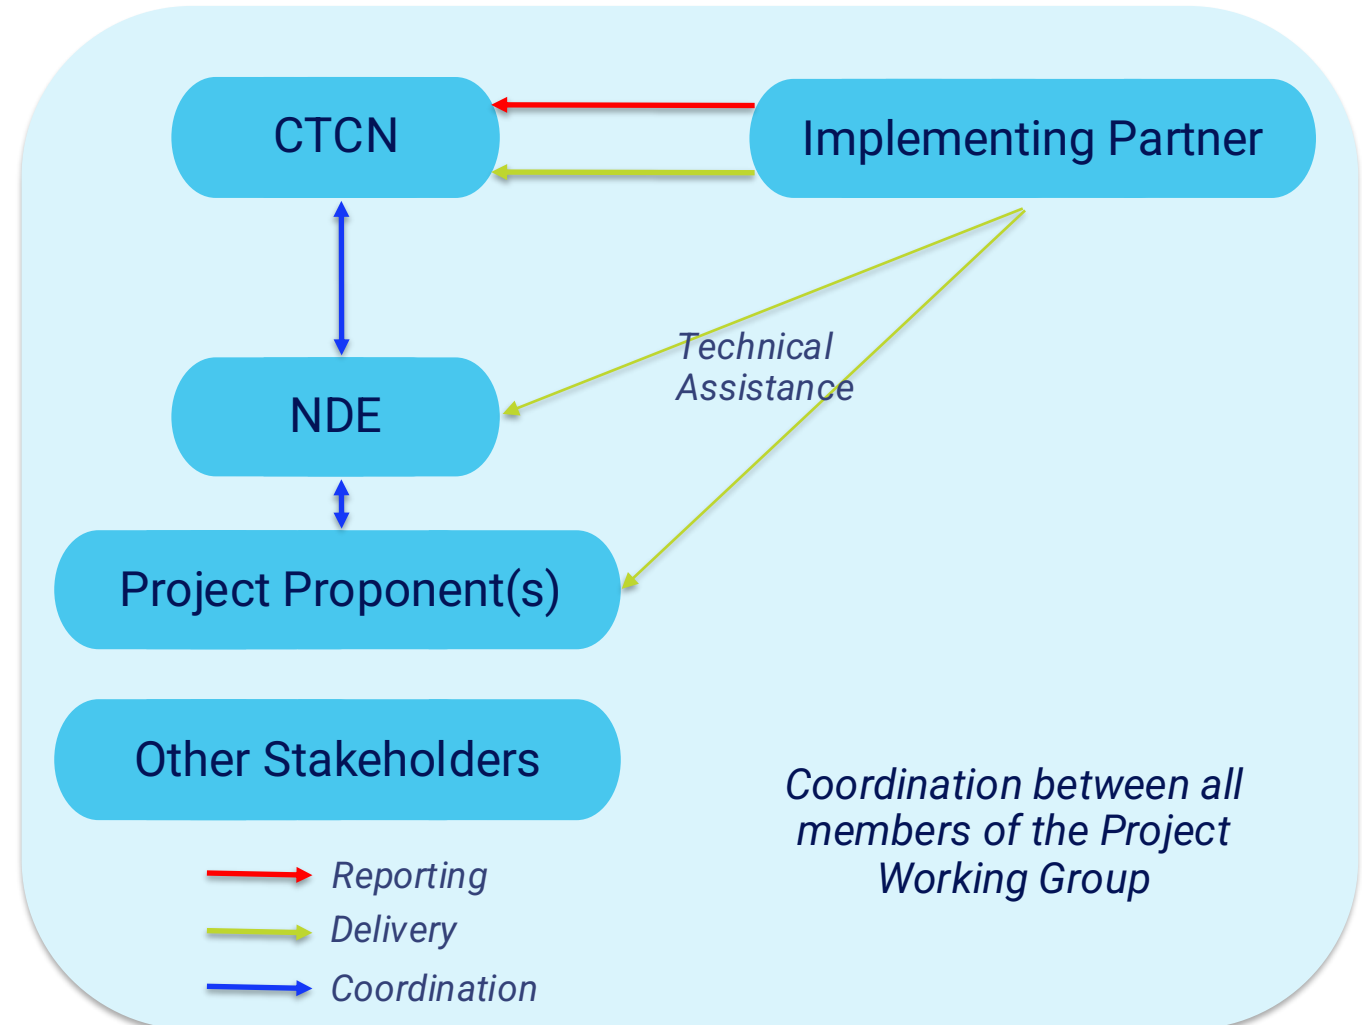 CTCN
Implementing Partner
Technical
Assistance
NDE
Project Proponent(s)
Other Stakeholders
Coordination between all
members of the Project
Working Group
Reporting
Delivery
Coordination